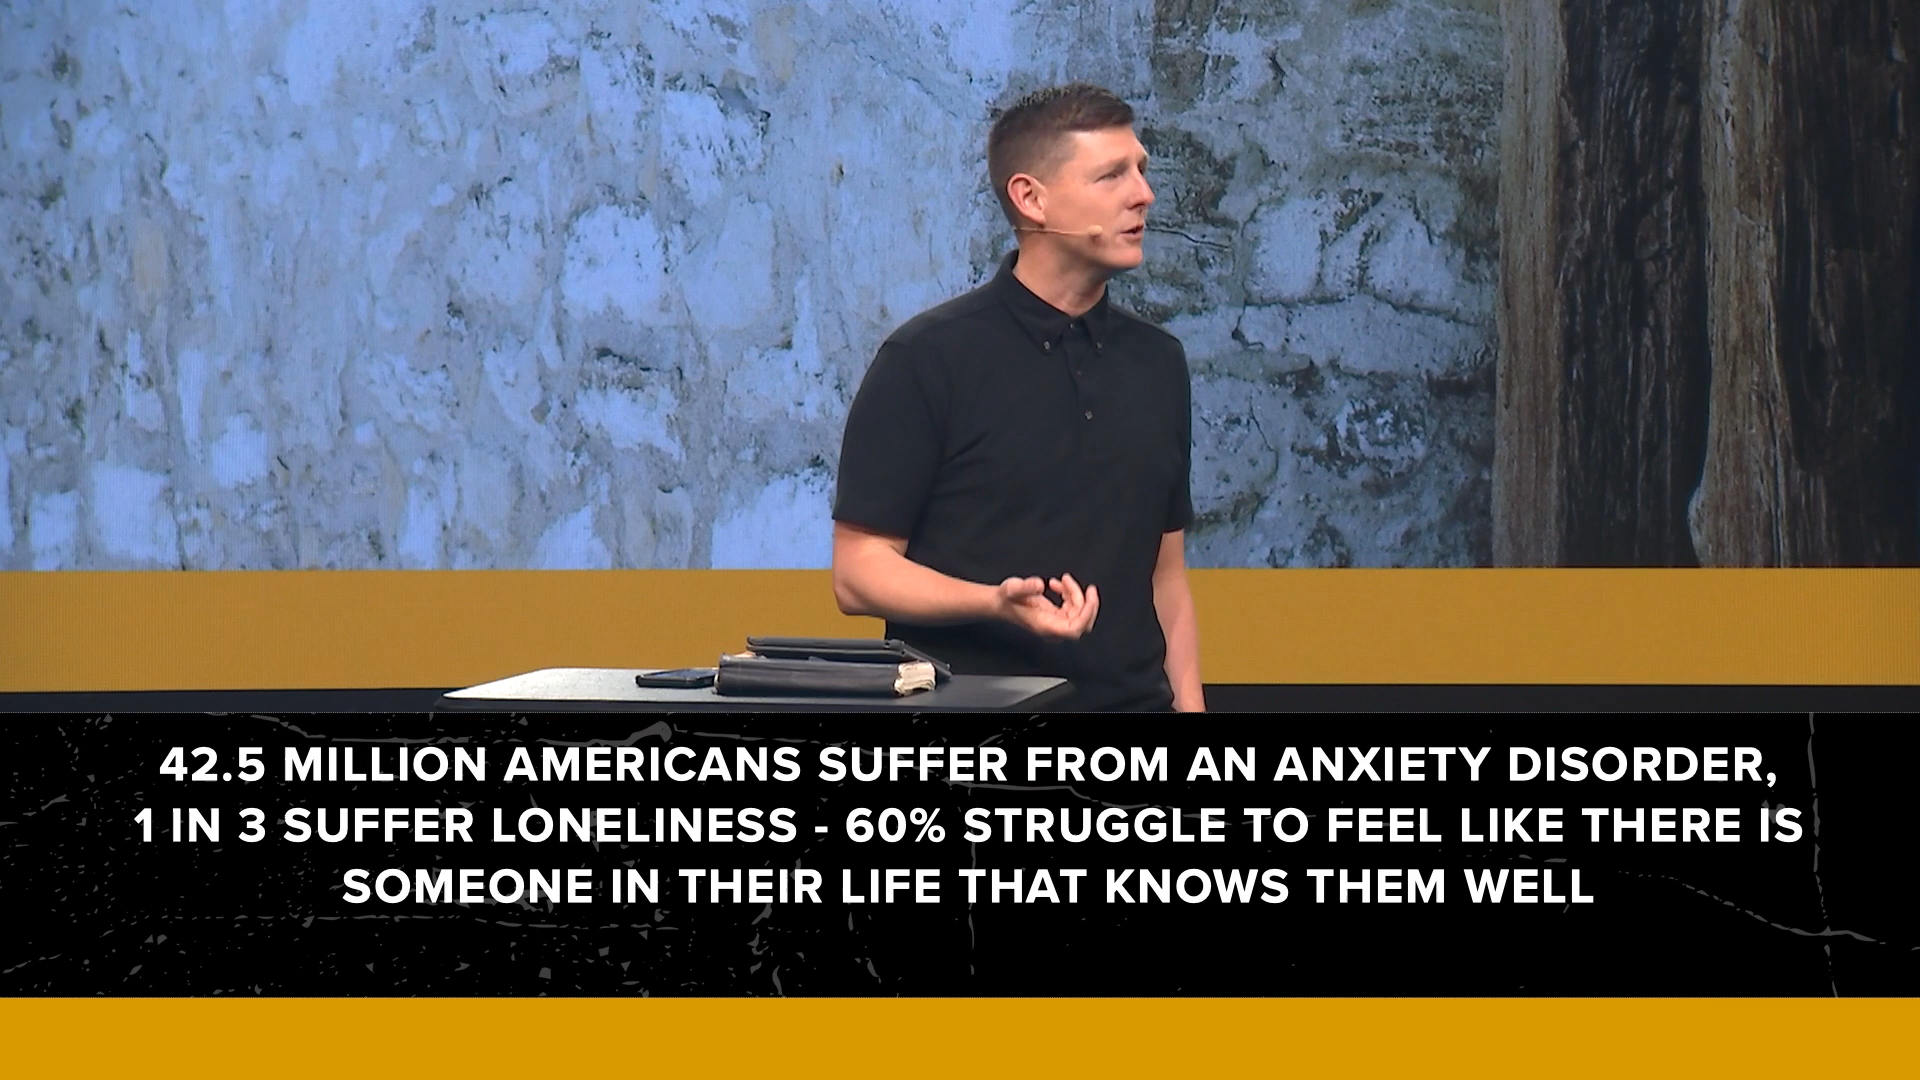 42.5 MILLION AMERICANS SUFFER FROM AN ANXIETY DISORDER,
1 IN 3 SUFFER LONELINESS - 60% STRUGGLE TO FEEL LIKE THERE IS
SOMEONE IN THEIR LIFE THAT KNOWS THEM WELL